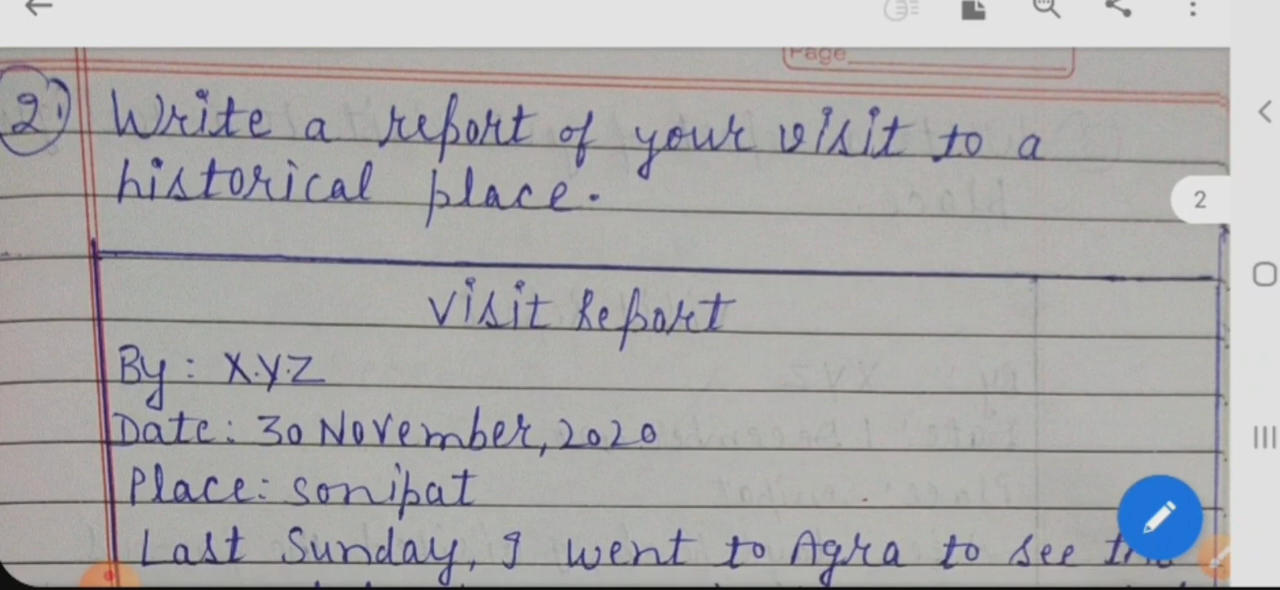 Page
2)
Write a report of your visit to a
historical place.
2
Visit Report
By: X.Y.Z
Date: 30 November, 2020
Place: Sonipat
Last Sunday, I went to Agra to see